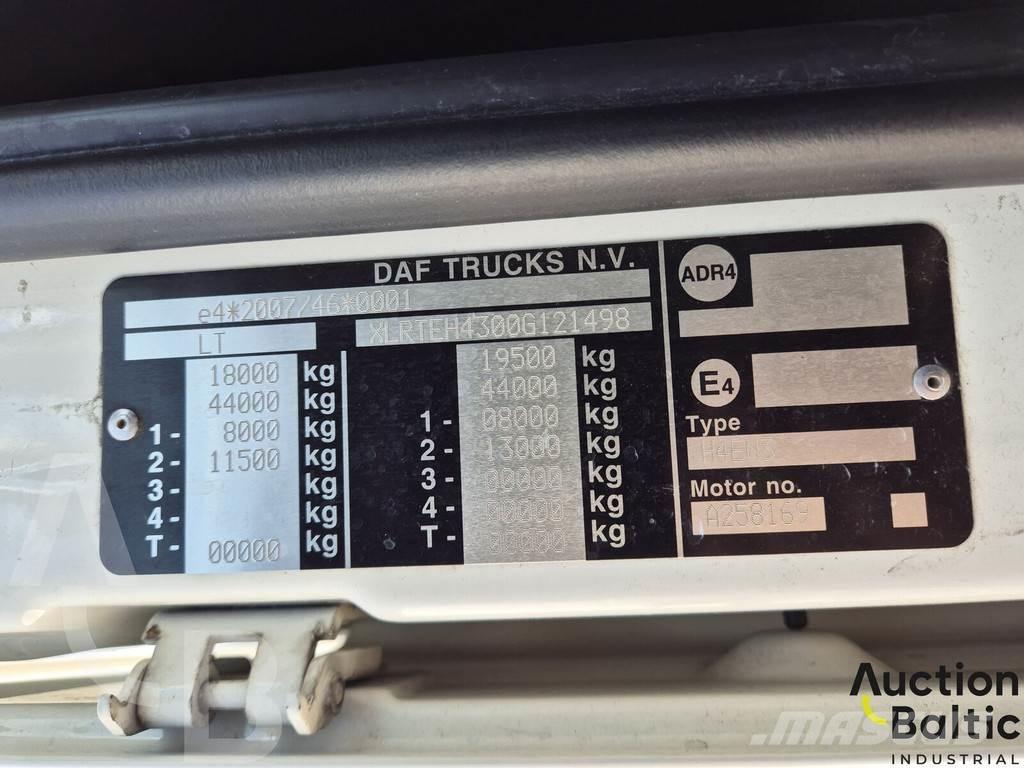 DAF TRUCKS N.V.
e4*2007/46*0001
LT
XLRTEH4300G121498
18000 kg
44000 kg
1- 8000 kg
2- 11500 kg
3- kg
4- kg
T- 00000 kg
19500 kg
44000 kg
1- 08000 kg
2- 13000 kg
3- 00000 kg
4- 00000 kg
T- 00000 kg
ADR4
E4
Type
Motor no.
A258169
Auction
Baltic
INDUSTRIAL